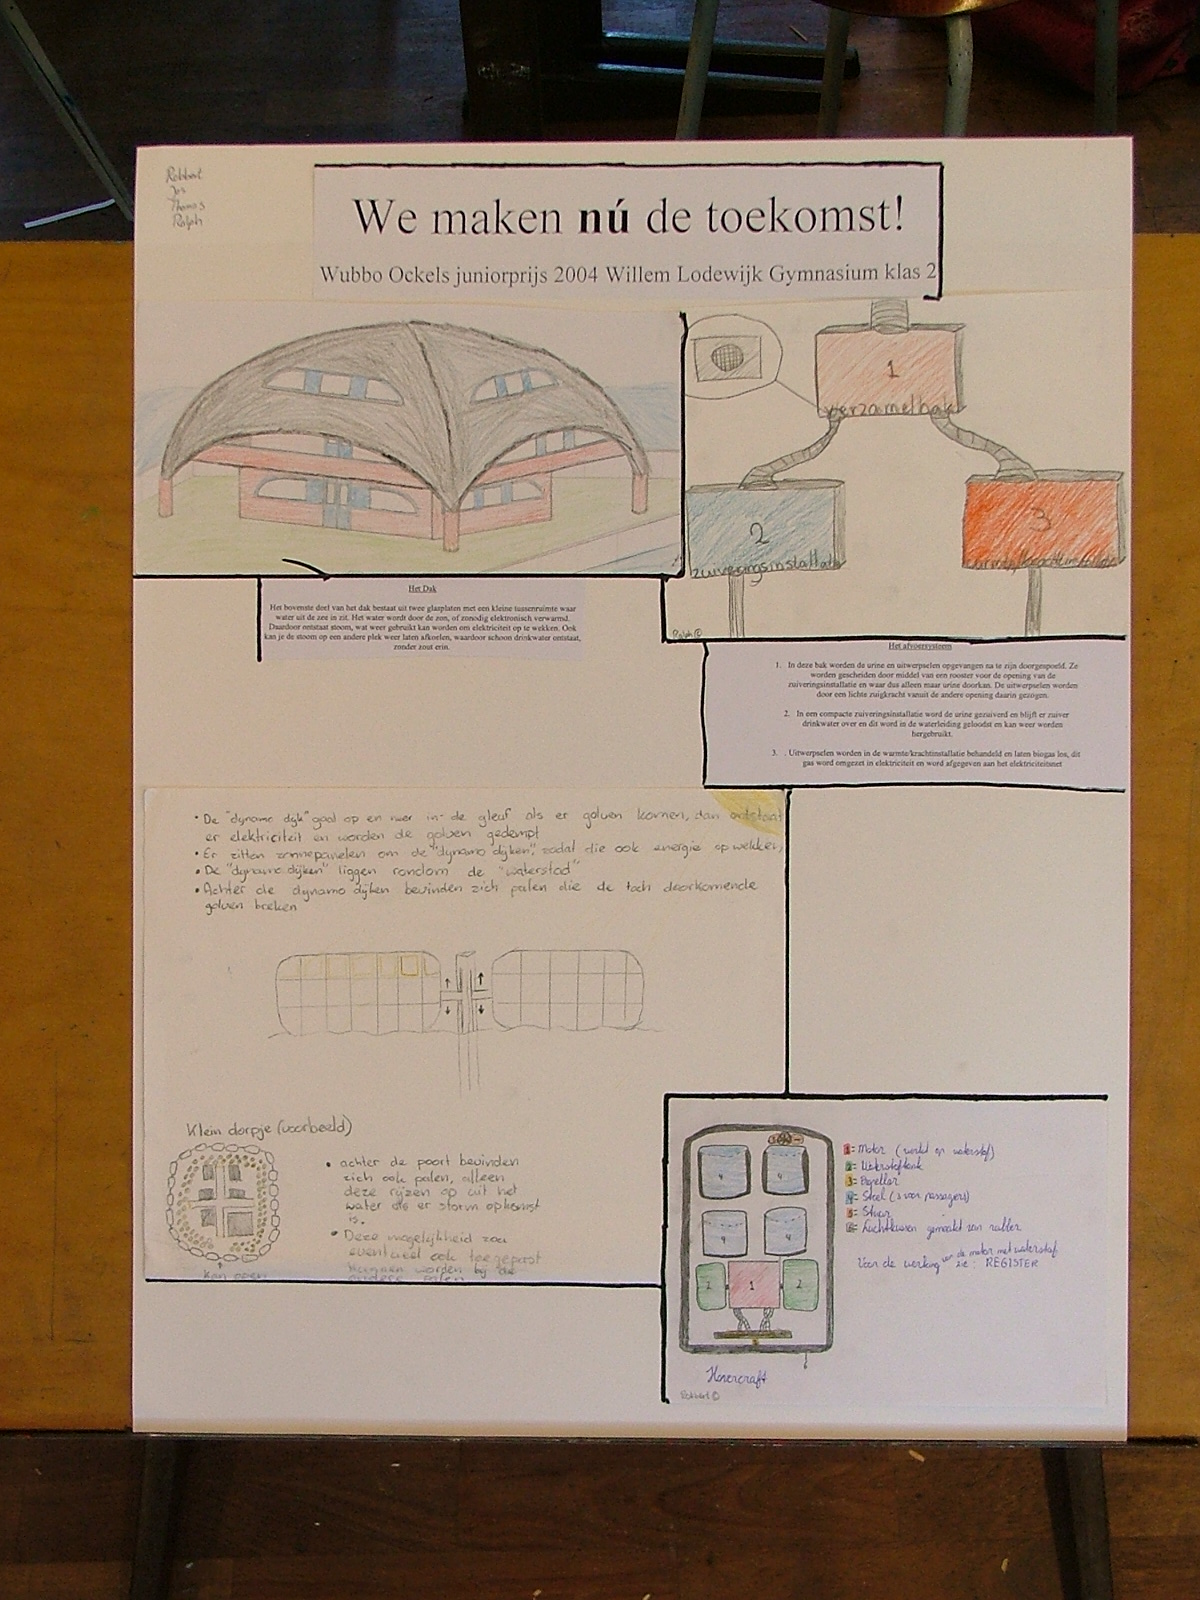 Robbert
Jos
Thomas
Ralph
We maken nú de toekomst!
Wubbo Ockels juniorprijs 2004 Willem Lodewijk Gymnasium klas 2
1
verzamelbak
2
zuiveringsinstallatie
3
Ralph ©
Het Dak
Het bovenste deel van het dak bestaat uit twee glasplaten met een kleine tussenruimte waar
water uit de zee in zit. Het water wordt door de zon, of zonodig elektronisch verwarmd.
Daardoor ontstaat stoom, wat weer gebruikt kan worden om elektriciteit op te wekken. Ook
kan je de stoom op een andere plek weer laten afkoelen, waardoor schoon drinkwater ontstaat,
zonder zout erin.
Het afvoersysteem
1. In deze bak worden de urine en uitwerpselen opgevangen na te zijn doorgespoeld. Ze
worden gescheiden door middel van een rooster voor de opening van de
zuiveringsinstallatie en waar dus alleen maar urine doorkan. De uitwerpselen worden
door een lichte zuigkracht vanuit de andere opening daarin gezogen.
2. In een compacte zuiveringsinstallatie word de urine gezuiverd en blijft er zuiver
drinkwater over en dit word in de waterleiding geloosd en kan weer worden
hergebruikt.
3. . Uitwerpselen worden in de warmte/krachtinstallatie behandeld en laten biogas los, dit
gas word omgezet in elektriciteit en word afgegeven aan het elektriciteitsnet
• De "dynamo dijk" gaat op en neer in de gleuf als er golven komen, dan ontstaat
er elektriciteit en worden de golven gedempt
• Er zitten zonnepanelen om de "dynamo dijken", zodat die ook energie opwekken,
• De "dynamo dijken" liggen rondom de "waterstad"
• Achter de dynamo dijken bevinden zich palen die de toch doorkomende
golven breken
Klein dorpje (voorbeeld)
kan open
• achter de poort bevinden
zich ook palen, alleen
deze rijzen op uit het
water als er storm opkomst
is.
• Deze mogelijkheid zou
eventueel ook toegepast
kunnen worden bij de
andere palen
4 4
4 4
2 1 2
3
Hovercraft
Robbert ©
1= Motor (werkt op waterstof)
2= Waterstoftank
3= Propeller
4= Stoel (3 voor passagiers)
5= Stuur
6= Luchtkussen gemaakt van rubber
Voor de werking van de motor met waterstof
zie: REGISTER